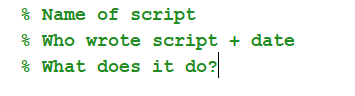 % Name of script
% Who wrote script + date
% What does it do?